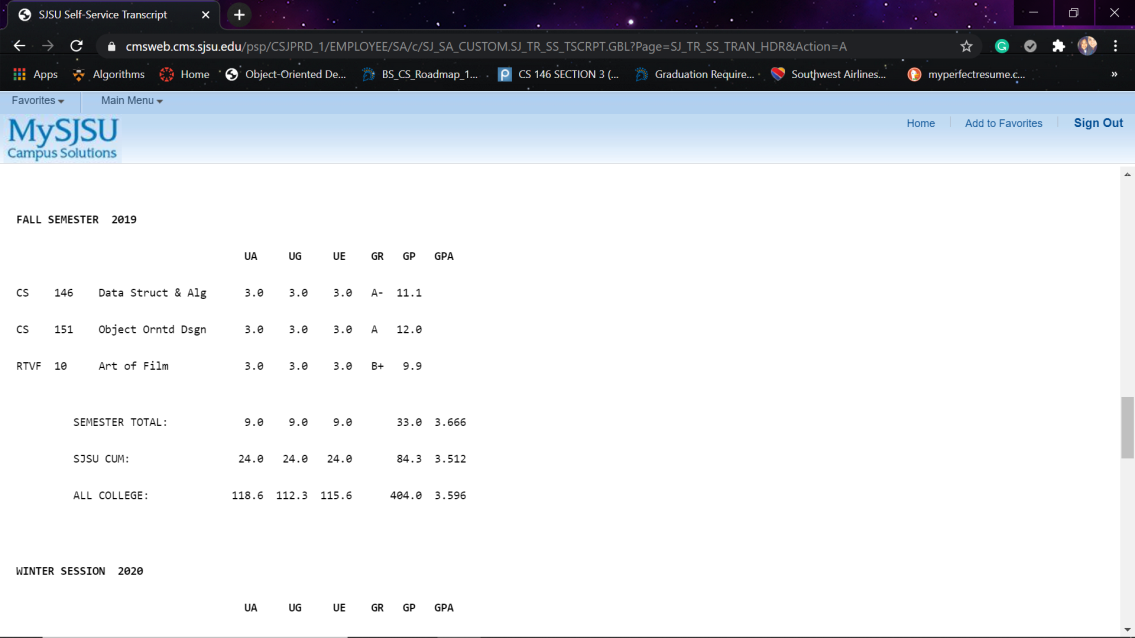 SJSU Self-Service Transcript
cmsweb.cms.sjsu.edu/psp/CSJPRD_1/EMPLOYEE/SA/c/SJ_SA_CUSTOM.SJ_TR_SS_TSCRPT.GBL?Page=SJ_TR_SS_TRAN_HDR&Action=A
Apps Algorithms Home Object-Oriented De... BS_CS_Roadmap_1... CS 146 SECTION 3 (... Graduation Require... Southwest Airlines... myperfectresume.c... »
Favorites Main Menu
MySJSU
Campus Solutions
Home Add to Favorites Sign Out
FALL SEMESTER 2019
UA UG UE GR GP GPA
CS 146 Data Struct & Alg 3.0 3.0 3.0 A- 11.1
CS 151 Object Orntd Dsgn 3.0 3.0 3.0 A 12.0
RTVF 10 Art of Film 3.0 3.0 3.0 B+ 9.9
SEMESTER TOTAL: 9.0 9.0 9.0 33.0 3.666
SJSU CUM: 24.0 24.0 24.0 84.3 3.512
ALL COLLEGE: 118.6 112.3 115.6 404.0 3.596
WINTER SESSION 2020
UA UG UE GR GP GPA